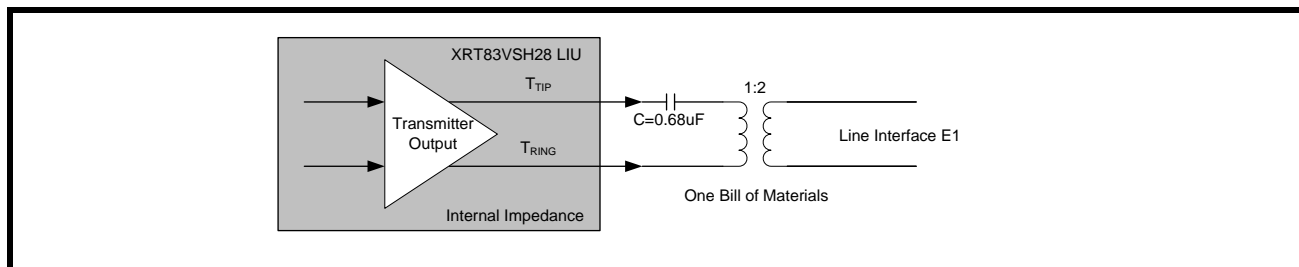 XRT83VSH28 LIU
TTIP
1:2
C=0.68uF
Transmitter
Output
Line Interface E1
TRING
One Bill of Materials
Internal Impedance